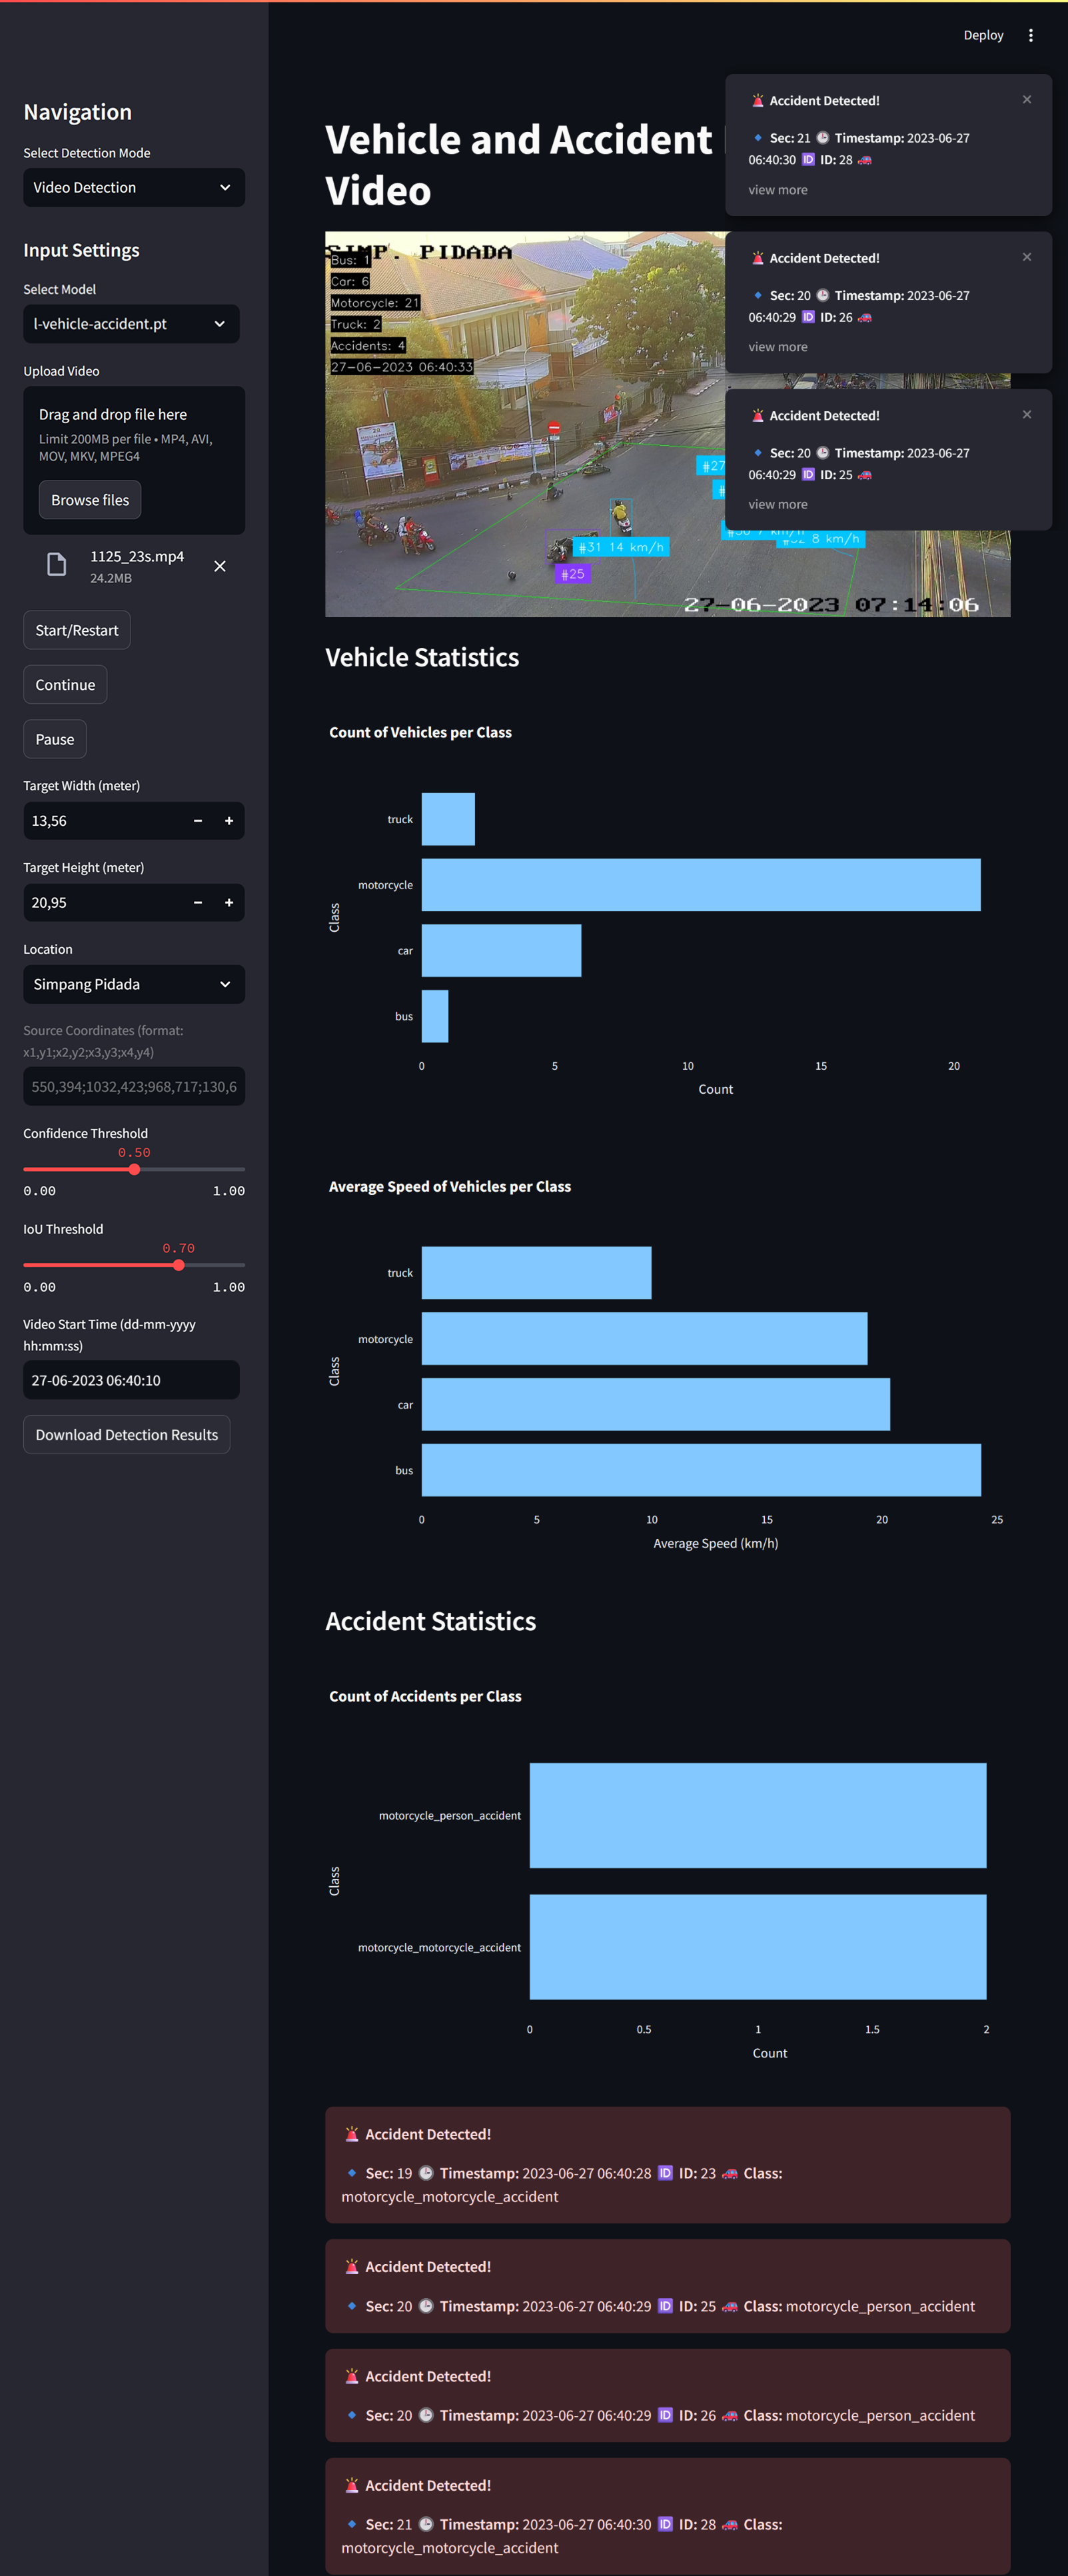 Deploy
Navigation
Select Detection Mode
Video Detection
Input Settings
Select Model
l-vehicle-accident.pt
Upload Video
Drag and drop file here
Limit 200MB per file • MP4, AVI,
MOV, MKV, MPEG4
Browse files
1125_23s.mp4
24.2MB
Start/Restart
Continue
Pause
Target Width (meter)
13,56
Target Height (meter)
20,95
Location
Simpang Pidada
Source Coordinates (format:
x1,y1;x2,y2;x3,y3;x4,y4)
550,394;1032,423;968,717;130,6
Confidence Threshold
0.50
0.00 1.00
IoU Threshold
0.70
0.00 1.00
Video Start Time (dd-mm-yyyy
hh:mm:ss)
27-06-2023 06:40:10
Download Detection Results
Vehicle and Accident
Video
🚨 Accident Detected!
🔹 Sec: 21 🕒 Timestamp: 2023-06-27
06:40:30 🆔 ID: 28 🚗
view more
🚨 Accident Detected!
🔹 Sec: 20 🕒 Timestamp: 2023-06-27
06:40:29 🆔 ID: 26 🚗
view more
🚨 Accident Detected!
🔹 Sec: 20 🕒 Timestamp: 2023-06-27
06:40:29 🆔 ID: 25 🚗
view more
SIMP. PIDADA
Bus: 1
Car: 6
Motorcycle: 21
Truck: 2
Accidents: 4
27-06-2023 06:40:33
#27
#31 14 km/h
#32 8 km/h
#25
27-06-2023 07:14:06
Vehicle Statistics
Count of Vehicles per Class
truck
motorcycle
car
bus
Class
0 5 10 15 20
Count
Average Speed of Vehicles per Class
truck
motorcycle
car
bus
Class
0 5 10 15 20 25
Average Speed (km/h)
Accident Statistics
Count of Accidents per Class
motorcycle_person_accident
motorcycle_motorcycle_accident
Class
0 0.5 1 1.5 2
Count
🚨 Accident Detected!
🔹 Sec: 19 🕒 Timestamp: 2023-06-27 06:40:28 🆔 ID: 23 🚗 Class:
motorcycle_motorcycle_accident
🚨 Accident Detected!
🔹 Sec: 20 🕒 Timestamp: 2023-06-27 06:40:29 🆔 ID: 25 🚗 Class: motorcycle_person_accident
🚨 Accident Detected!
🔹 Sec: 20 🕒 Timestamp: 2023-06-27 06:40:29 🆔 ID: 26 🚗 Class: motorcycle_person_accident
🚨 Accident Detected!
🔹 Sec: 21 🕒 Timestamp: 2023-06-27 06:40:30 🆔 ID: 28 🚗 Class:
motorcycle_motorcycle_accident